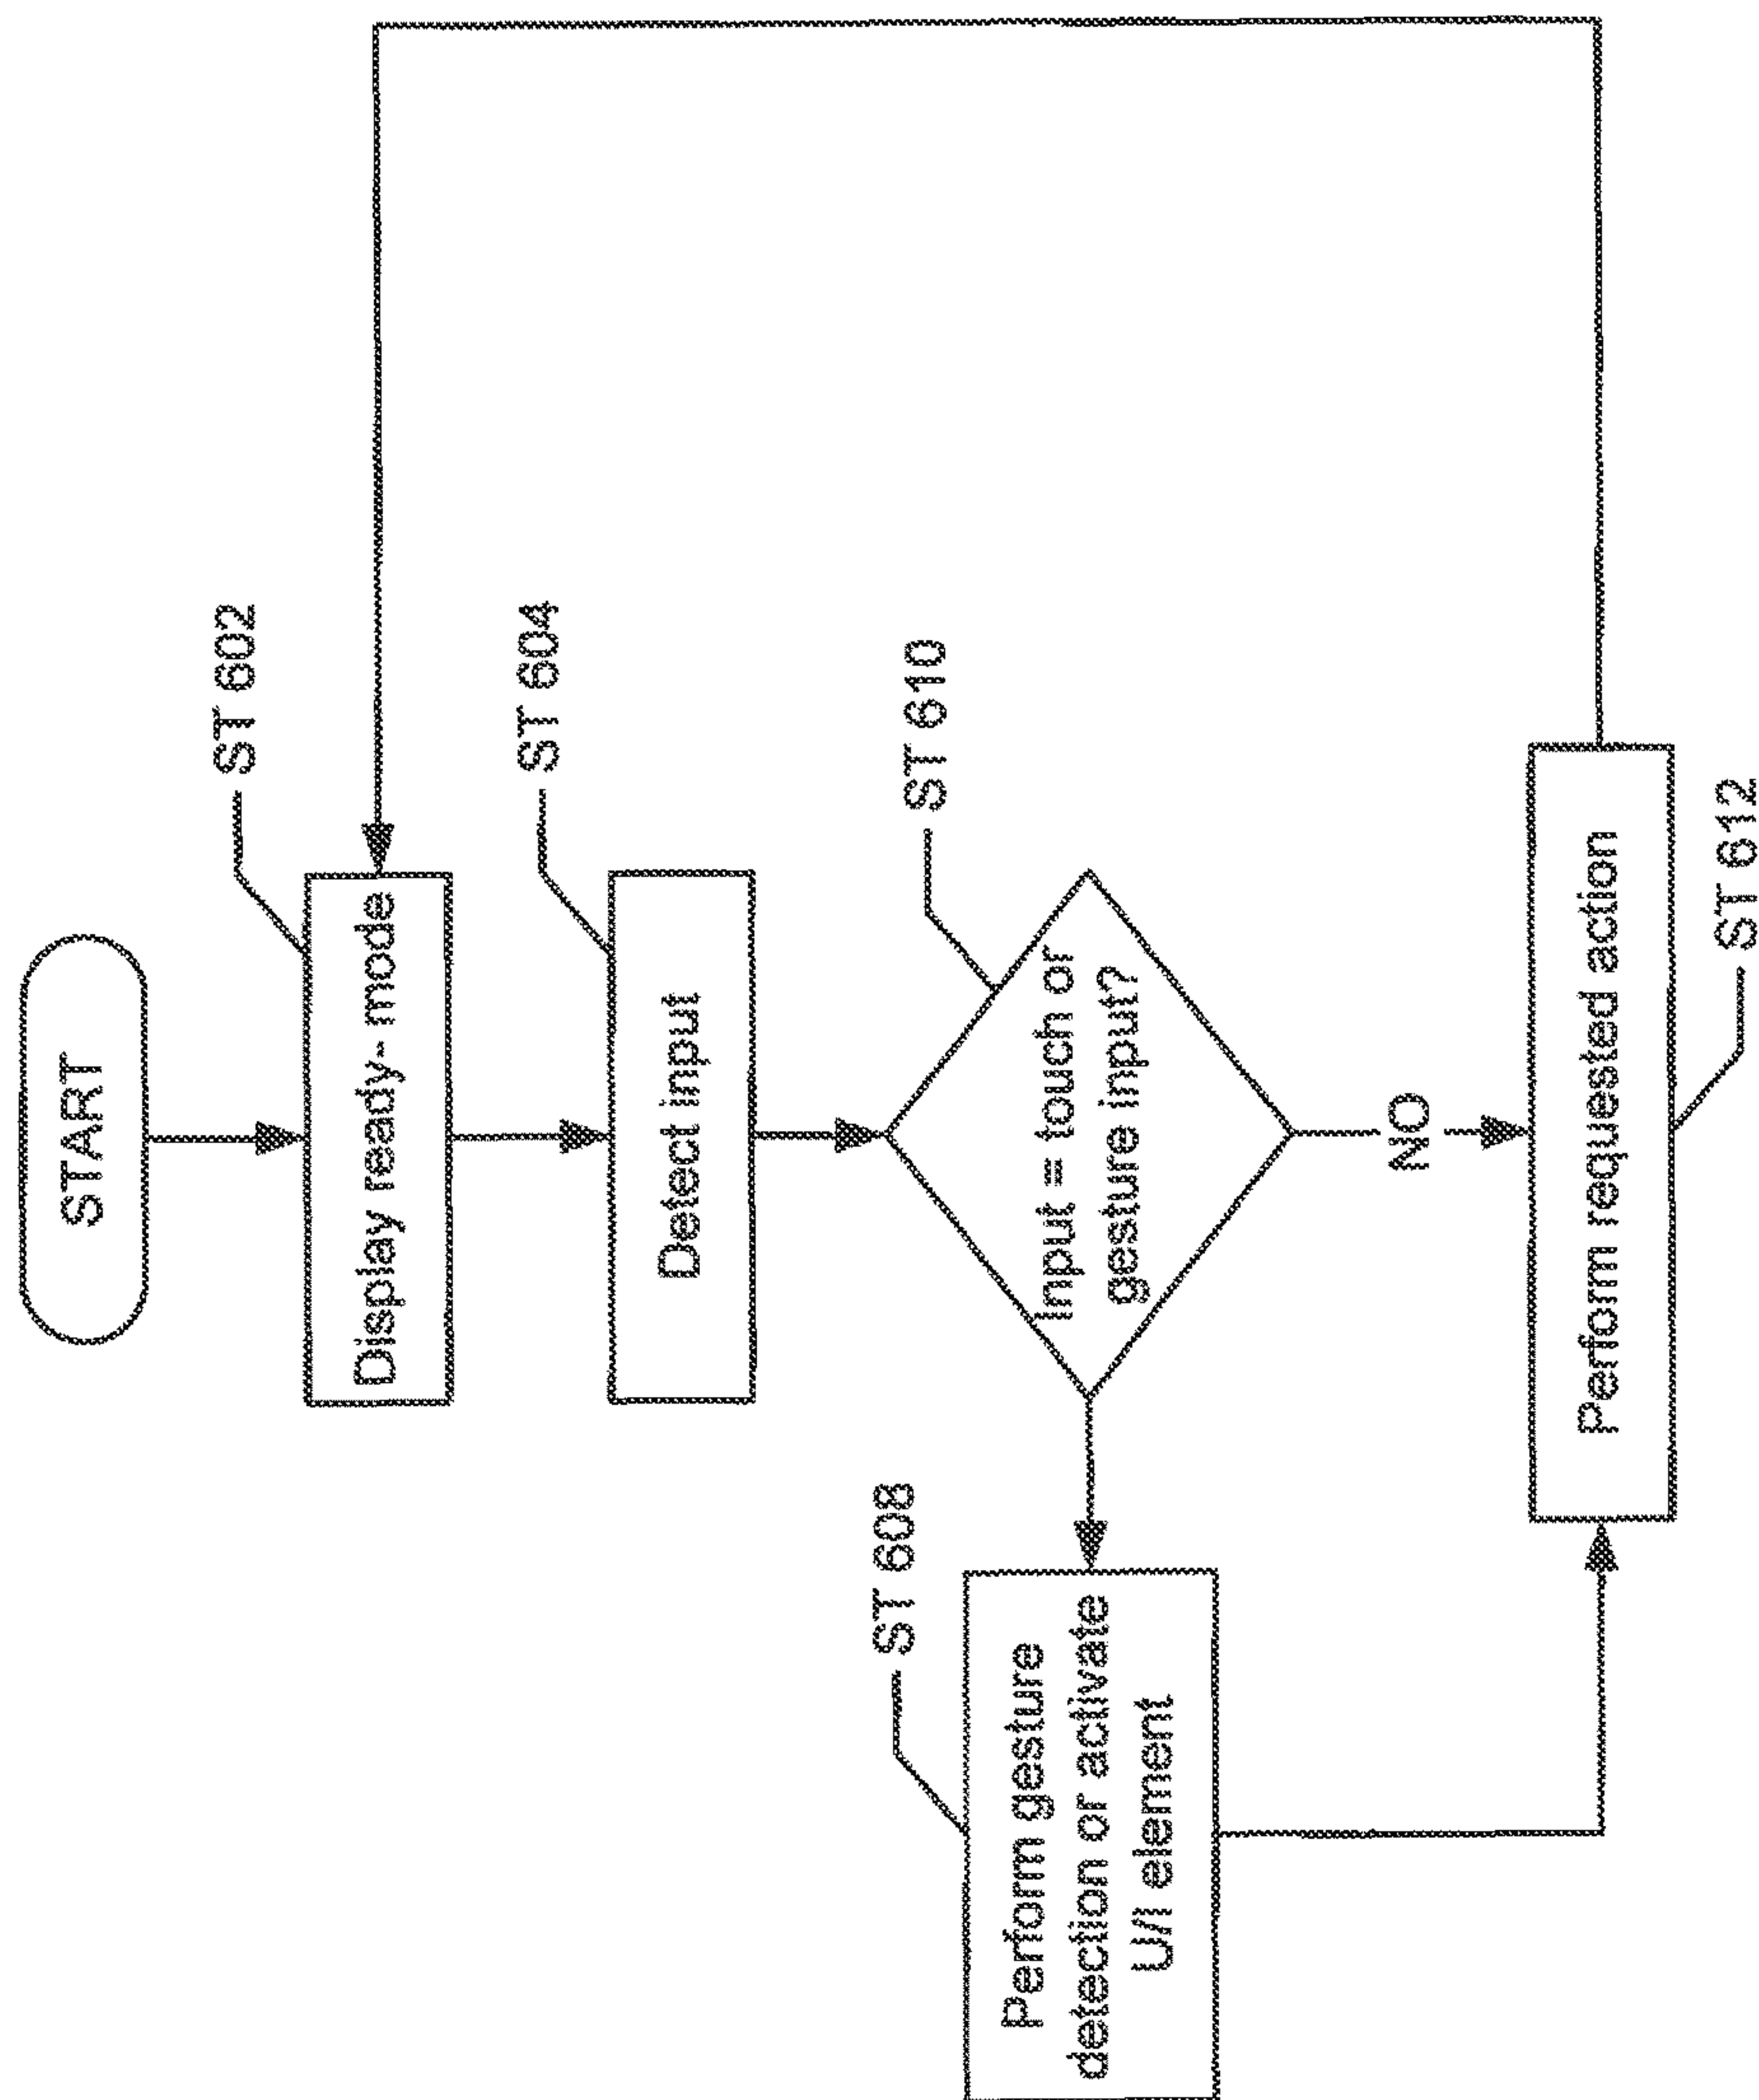 START
ST 602
Display ready- mode
ST 604
Detect input
ST 610
Input = touch or
gesture input?
ST 608
Perform gesture
detection or activate
U/I element
NO
Perform requested action
ST 612